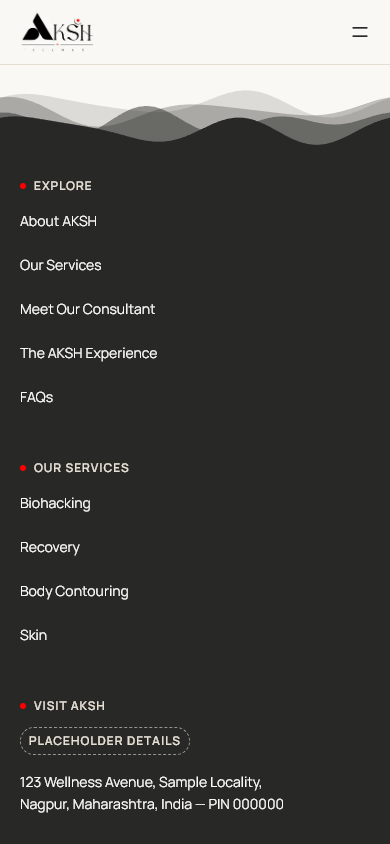 AKSH
EXPLORE
About AKSH
Our Services
Meet Our Consultant
The AKSH Experience
FAQs
OUR SERVICES
Biohacking
Recovery
Body Contouring
Skin
VISIT AKSH
PLACEHOLDER DETAILS
123 Wellness Avenue, Sample Locality,
Nagpur, Maharashtra, India — PIN 000000